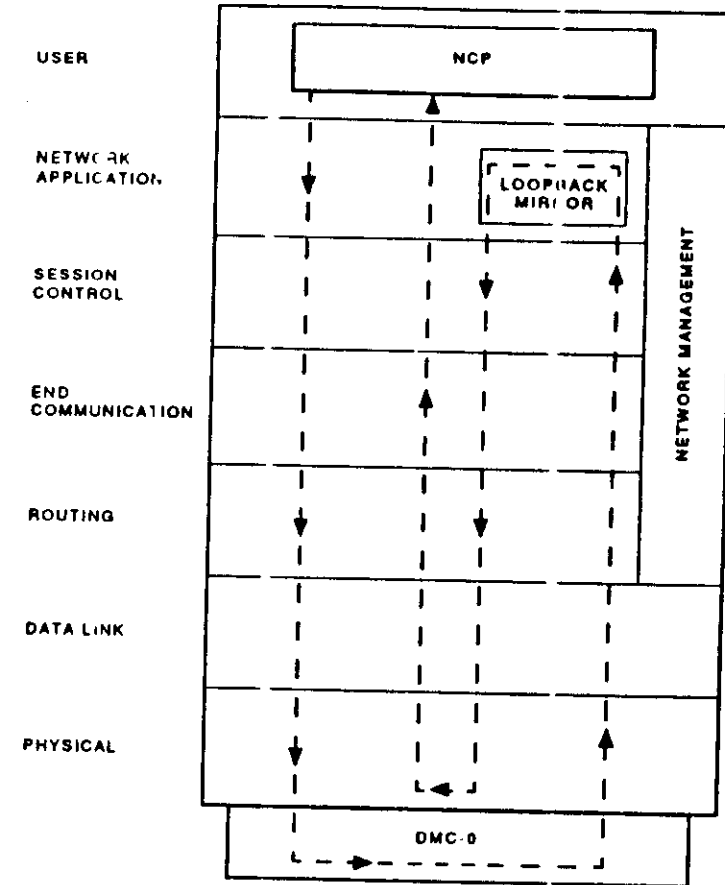 USER
NCP
NETWORK
APPLICATION
LOOPBACK
MIRROR
SESSION
CONTROL
NETWORK MANAGEMENT
END
COMMUNICATION
ROUTING
DATA LINK
PHYSICAL
DMC-0